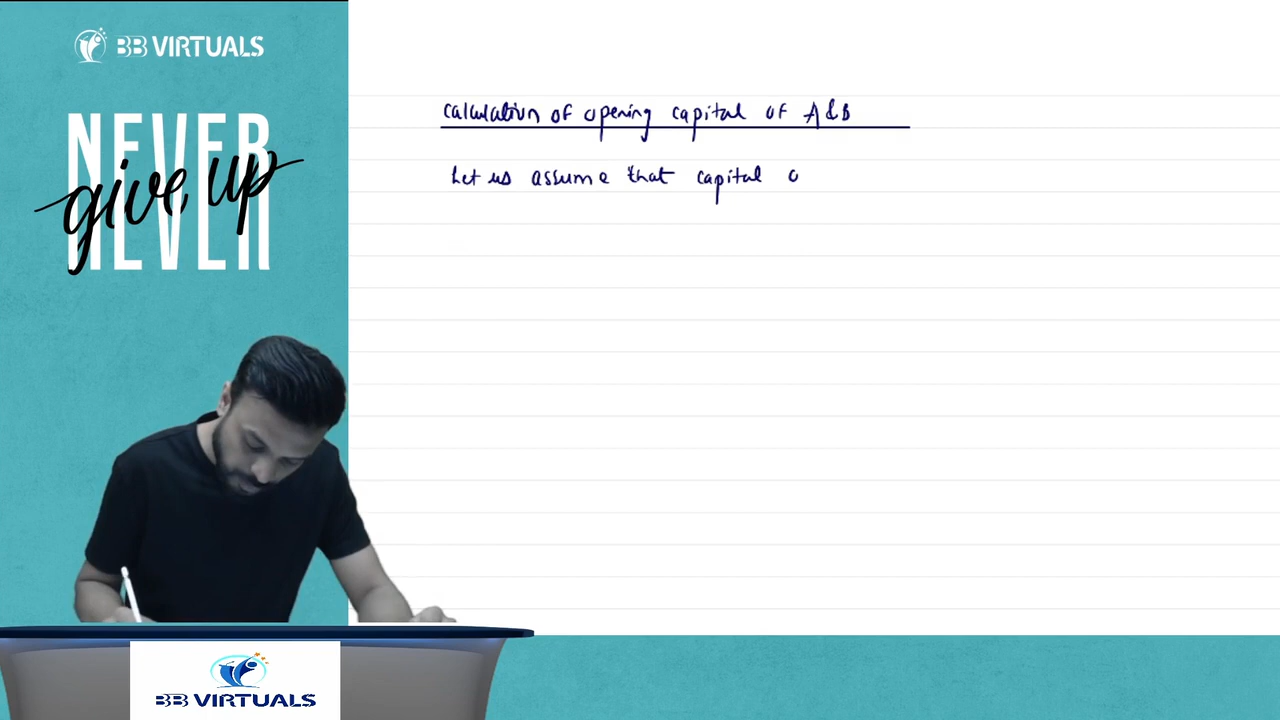 BB VIRTUALS
NEVER
give up
NEVER
calculation of opening capital of A & B
Let us assume that capital o
BB VIRTUALS